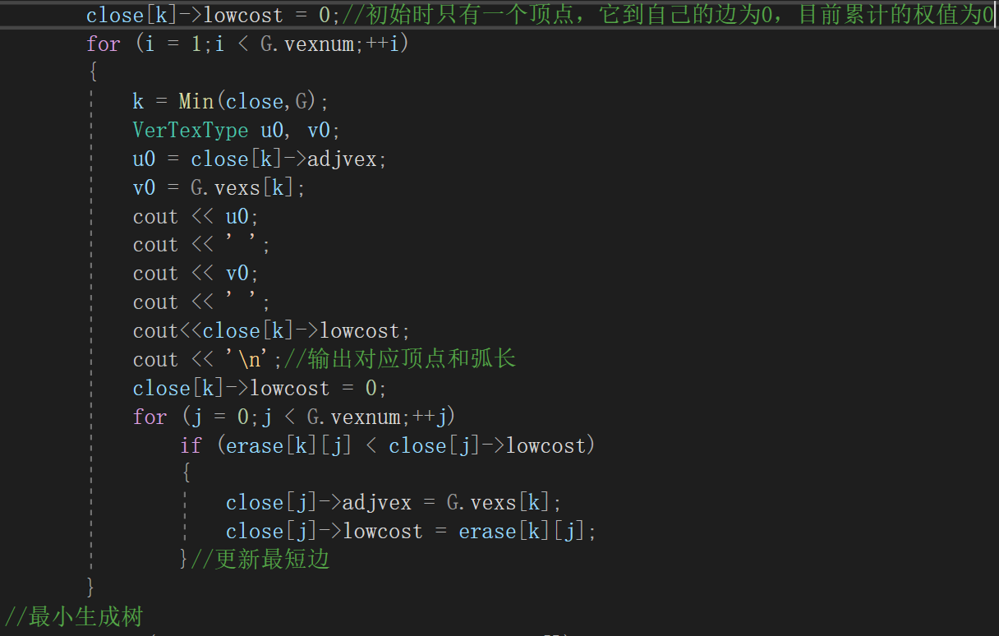 close[k]->lowcost = 0;//初始时只有一个顶点，它到自己的边为0，目前累计的权值为0
for (i = 1;i < G.vexnum;++i)
{
k = Min(close,G);
VerTexType u0, v0;
u0 = close[k]->adjvex;
v0 = G.vexs[k];
cout << u0;
cout << ' ';
cout << v0;
cout << ' ';
cout<<close[k]->lowcost;
cout << '\n';//输出对应顶点和弧长
close[k]->lowcost = 0;
for (j = 0;j < G.vexnum;++j)
if (erase[k][j] < close[j]->lowcost)
{
close[j]->adjvex = G.vexs[k];
close[j]->lowcost = erase[k][j];
}//更新最短边
}
//最小生成树